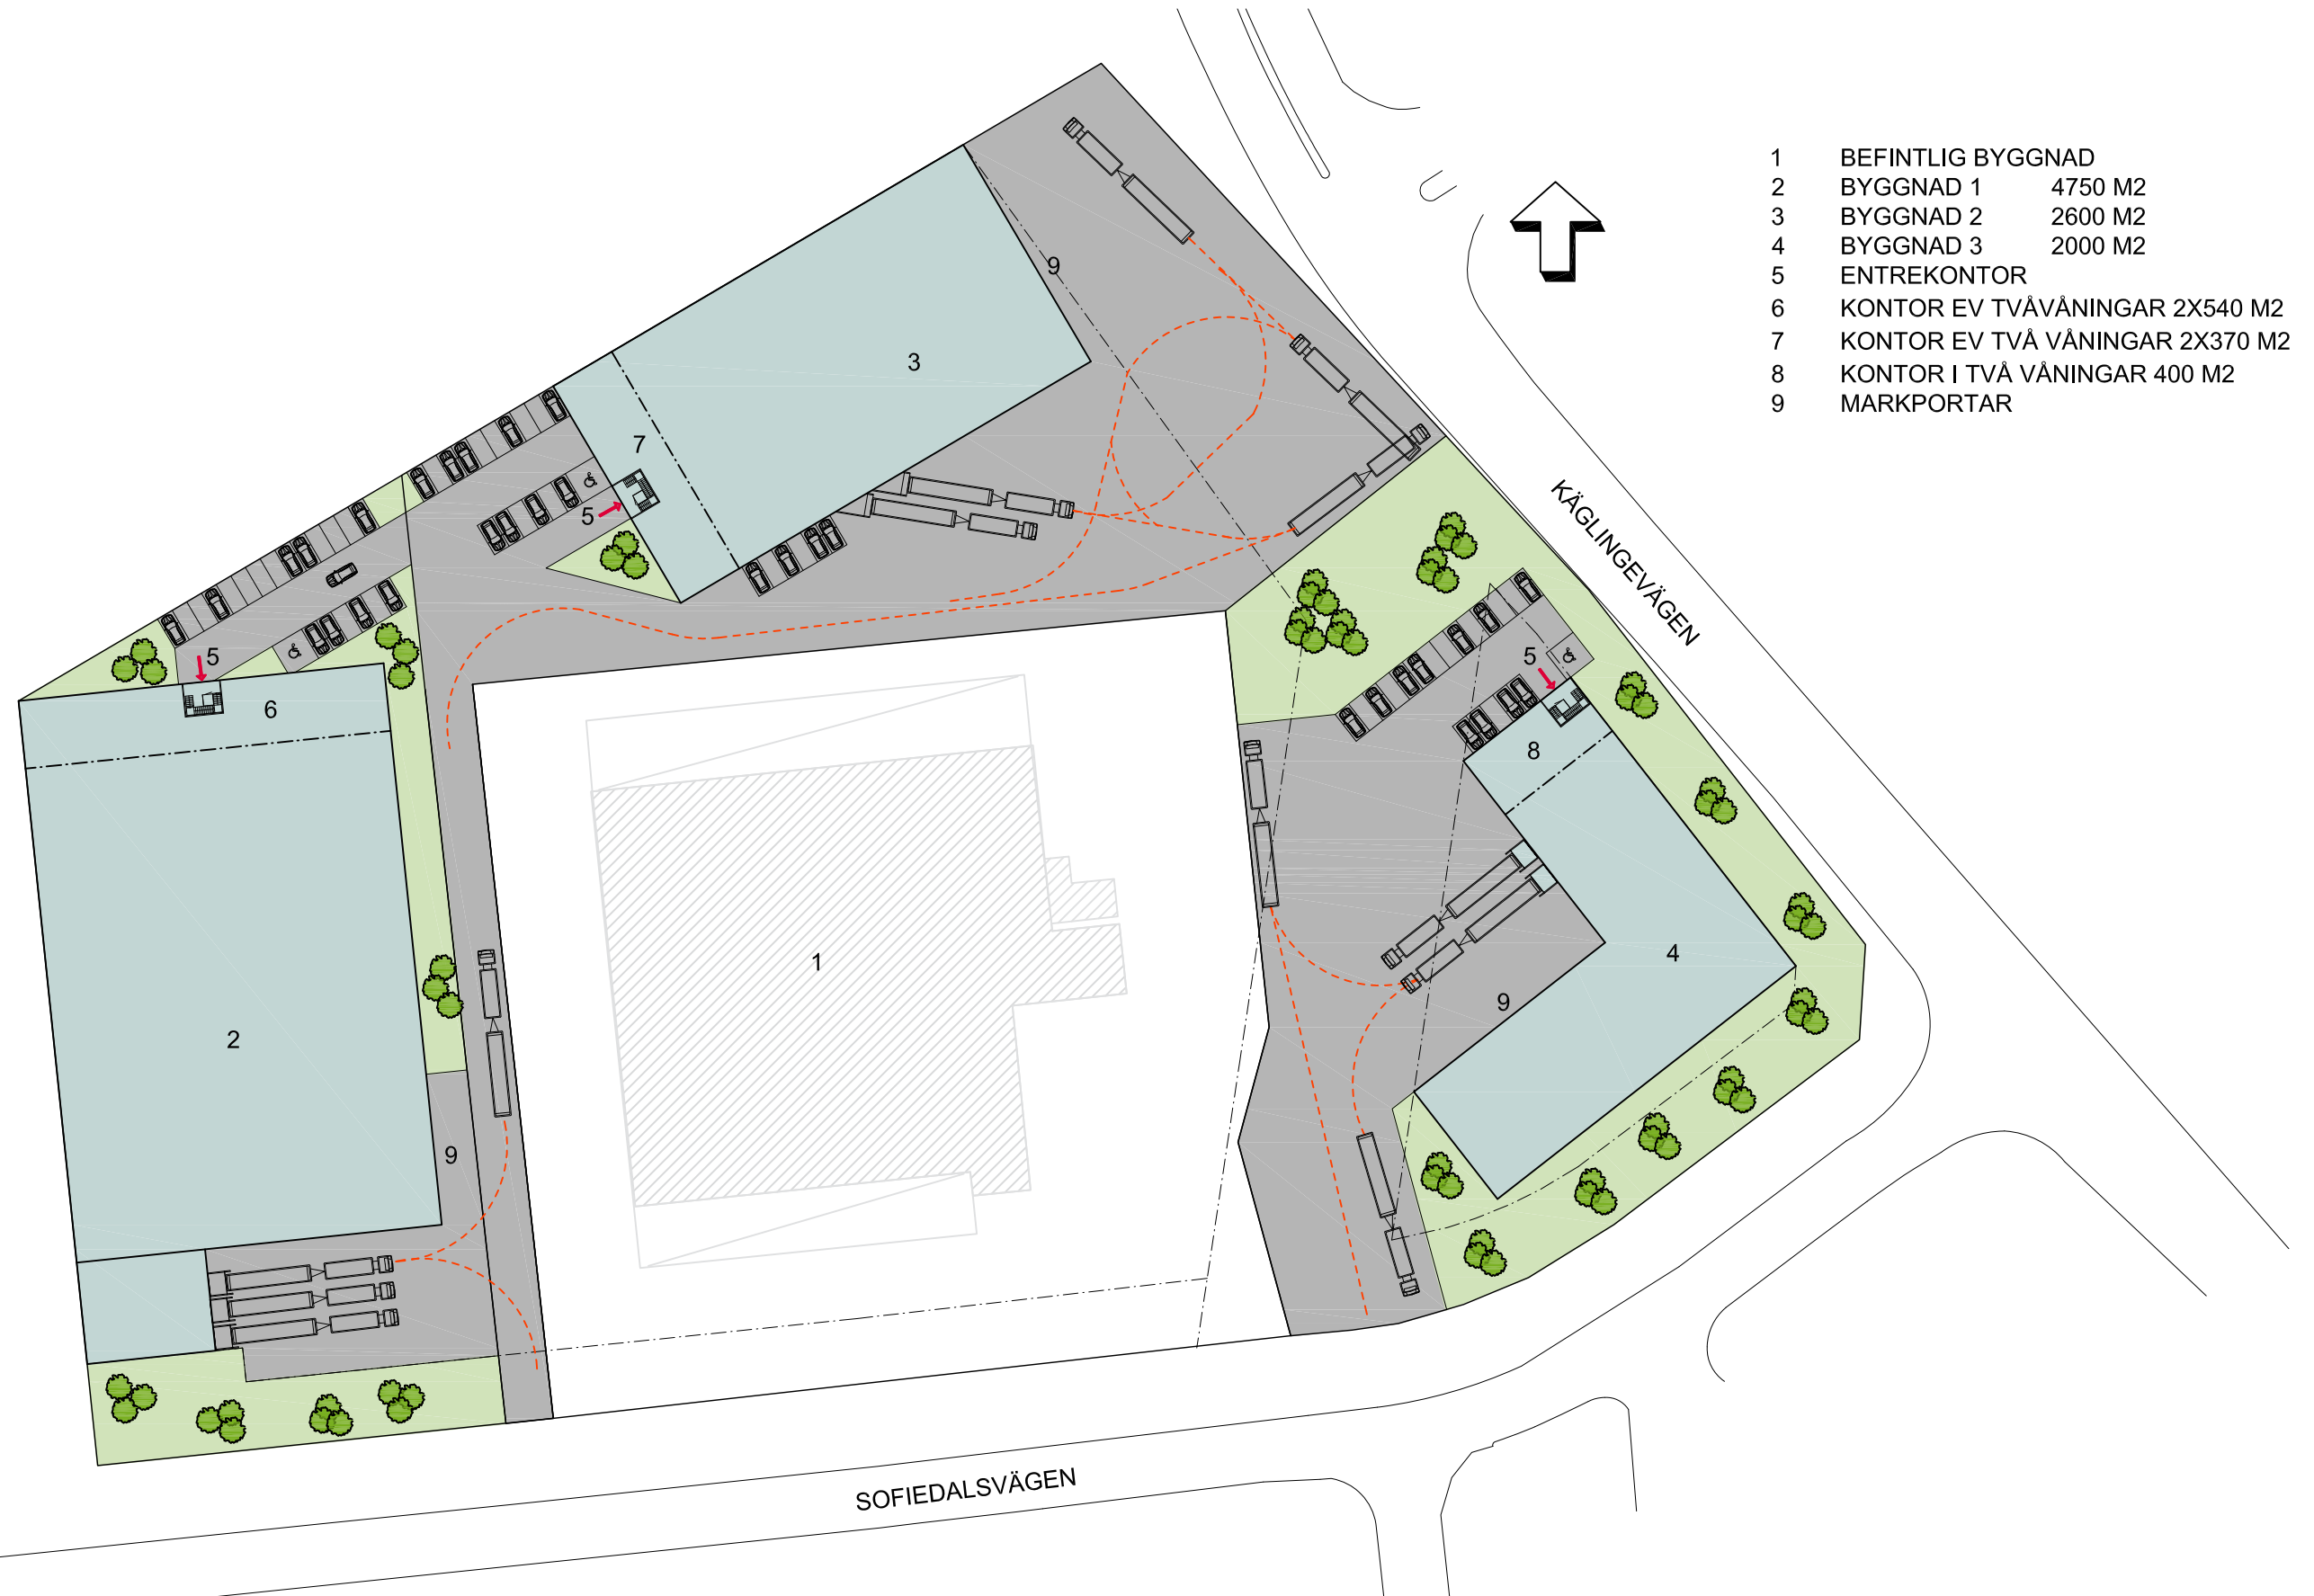 1 BEFINTLIG BYGGNAD
2 BYGGNAD 1 4750 M2
3 BYGGNAD 2 2600 M2
4 BYGGNAD 3 2000 M2
5 ENTREKONTOR
6 KONTOR EV TVÅVÅNINGAR 2X540 M2
7 KONTOR EV TVÅ VÅNINGAR 2X370 M2
8 KONTOR I TVÅ VÅNINGAR 400 M2
9 MARKPORTAR
9
3
7
5
KÄGLINGEVÄGEN
5
5
6
8
1
4
9
2
9
SOFIEDALSVÄGEN